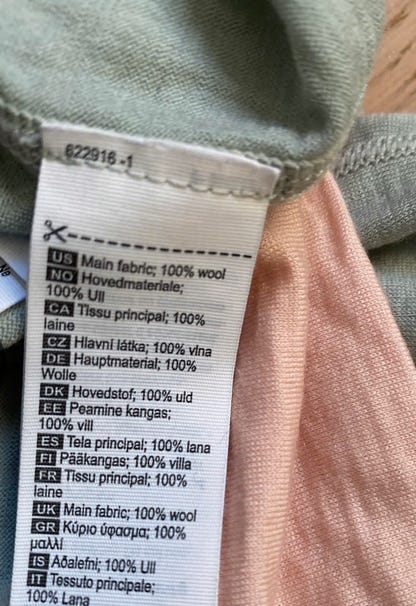 622916-1
US Main fabric; 100% wool
NO Hovedmateriale;
100% Ull
CA Tissu principal; 100%
laine
CZ Hlavní látka; 100% vlna
DE Hauptmaterial; 100%
Wolle
DK Hovedstof; 100% uld
EE Peamine kangas;
100% vill
ES Tela principal; 100% lana
FI Pääkangas; 100% villa
FR Tissu principal; 100%
laine
UK Main fabric; 100% wool
GR Κύριο ύφασμα; 100%
μαλλί
IS Aðalefni; 100% Ull
IT Tessuto principale;
100% Lana